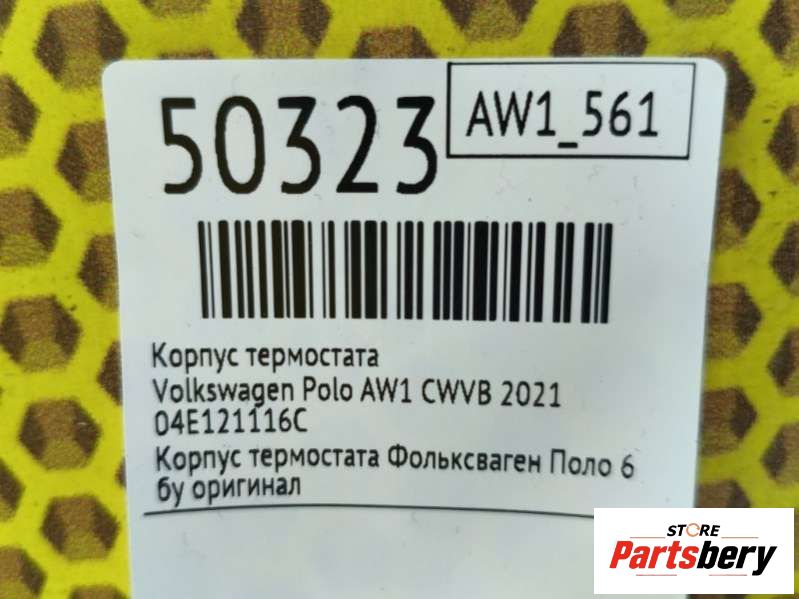 50323
AW1_561
Корпус термостата
Volkswagen Polo AW1 CWVB 2021
04E121116C
Корпус термостата Фольксваген Поло 6
бу оригинал
STORE
Partsbery